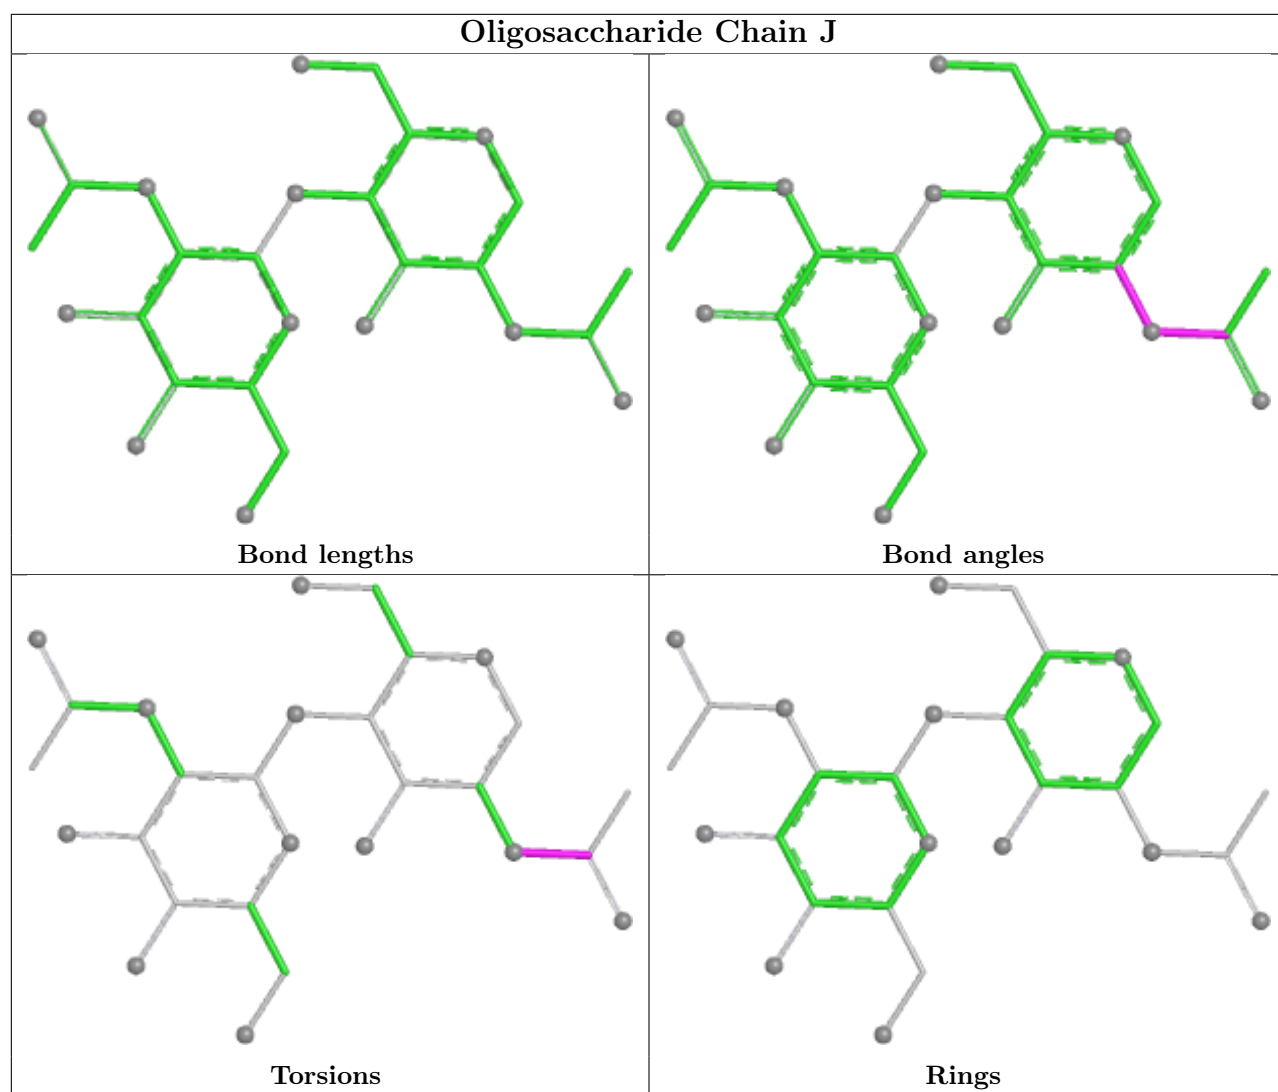 Oligosaccharide Chain J
Bond lengths
Bond angles
Torsions
Rings